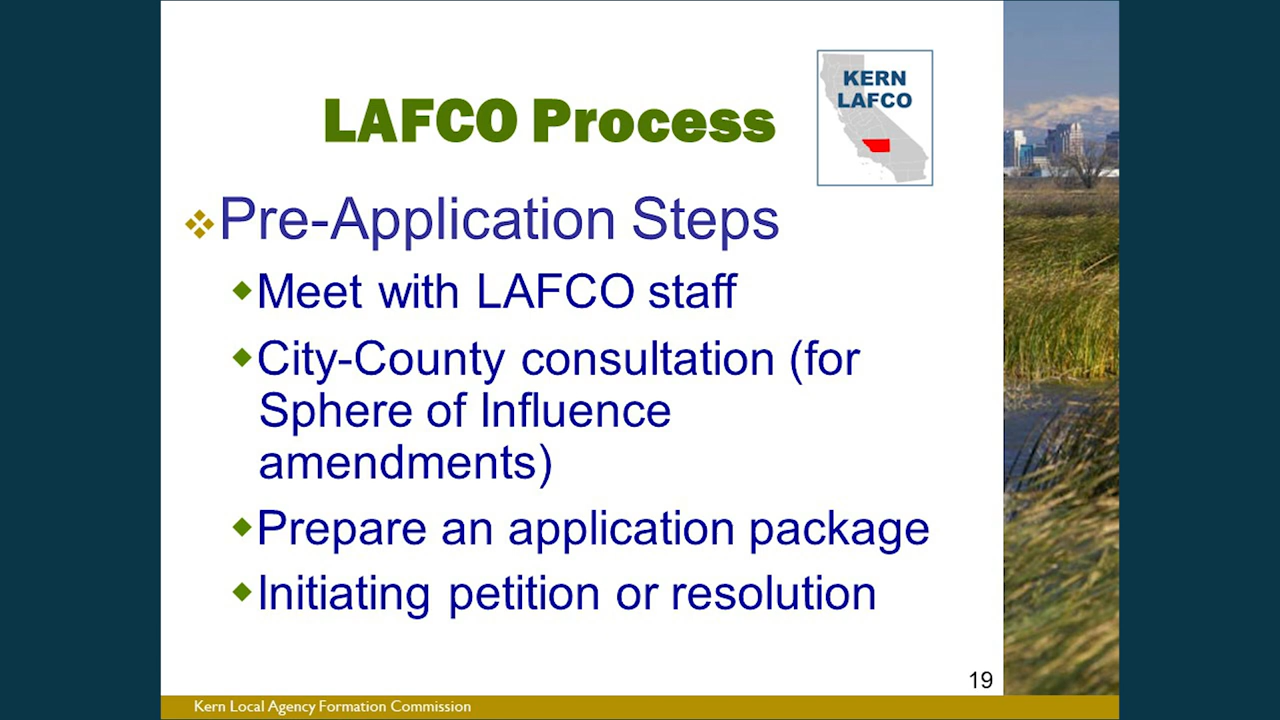 KERN
LAFCO
LAFCO Process
Pre-Application Steps
Meet with LAFCO staff
City-County consultation (for
Sphere of Influence
amendments)
Prepare an application package
Initiating petition or resolution
19
Kern Local Agency Formation Commission